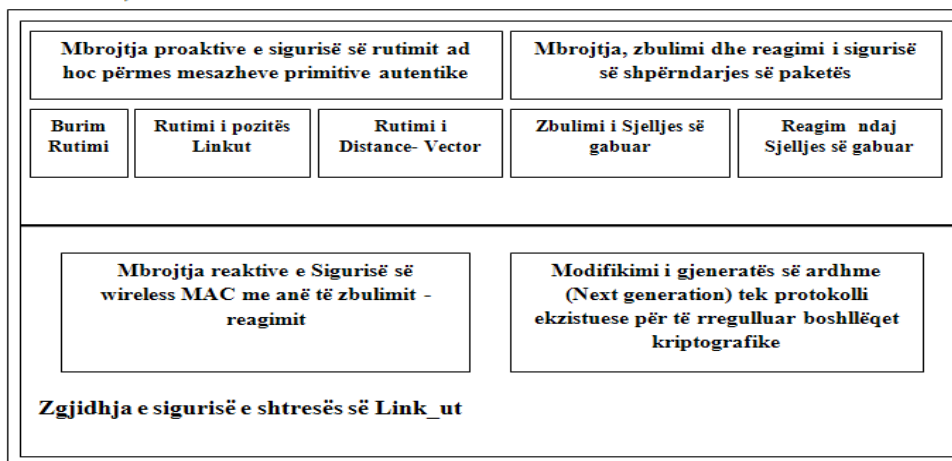 Mbrojtja proaktive e sigurisë së rutimit ad
hoc përmes mesazheve primitive autentike
Mbrojtja, zbulimi dhe reagimi i sigurisë
së shpërndarjes së paketës
Burim
Rutimi
Rutimi i pozitës
Linkut
Rutimi i
Distance- Vector
Zbulimi i Sjelljes së
gabuar
Reagim ndaj
Sjelljes së gabuar
Mbrojtja reaktive e Sigurisë së
wireless MAC me anë të zbulimit -
reagimit
Modifikimi i gjeneratës së ardhme
(Next generation) tek protokolli
ekzistuese për të rregulluar boshllëqet
kriptografike
Zgjidhja e sigurisë e shtresës së Link_ut